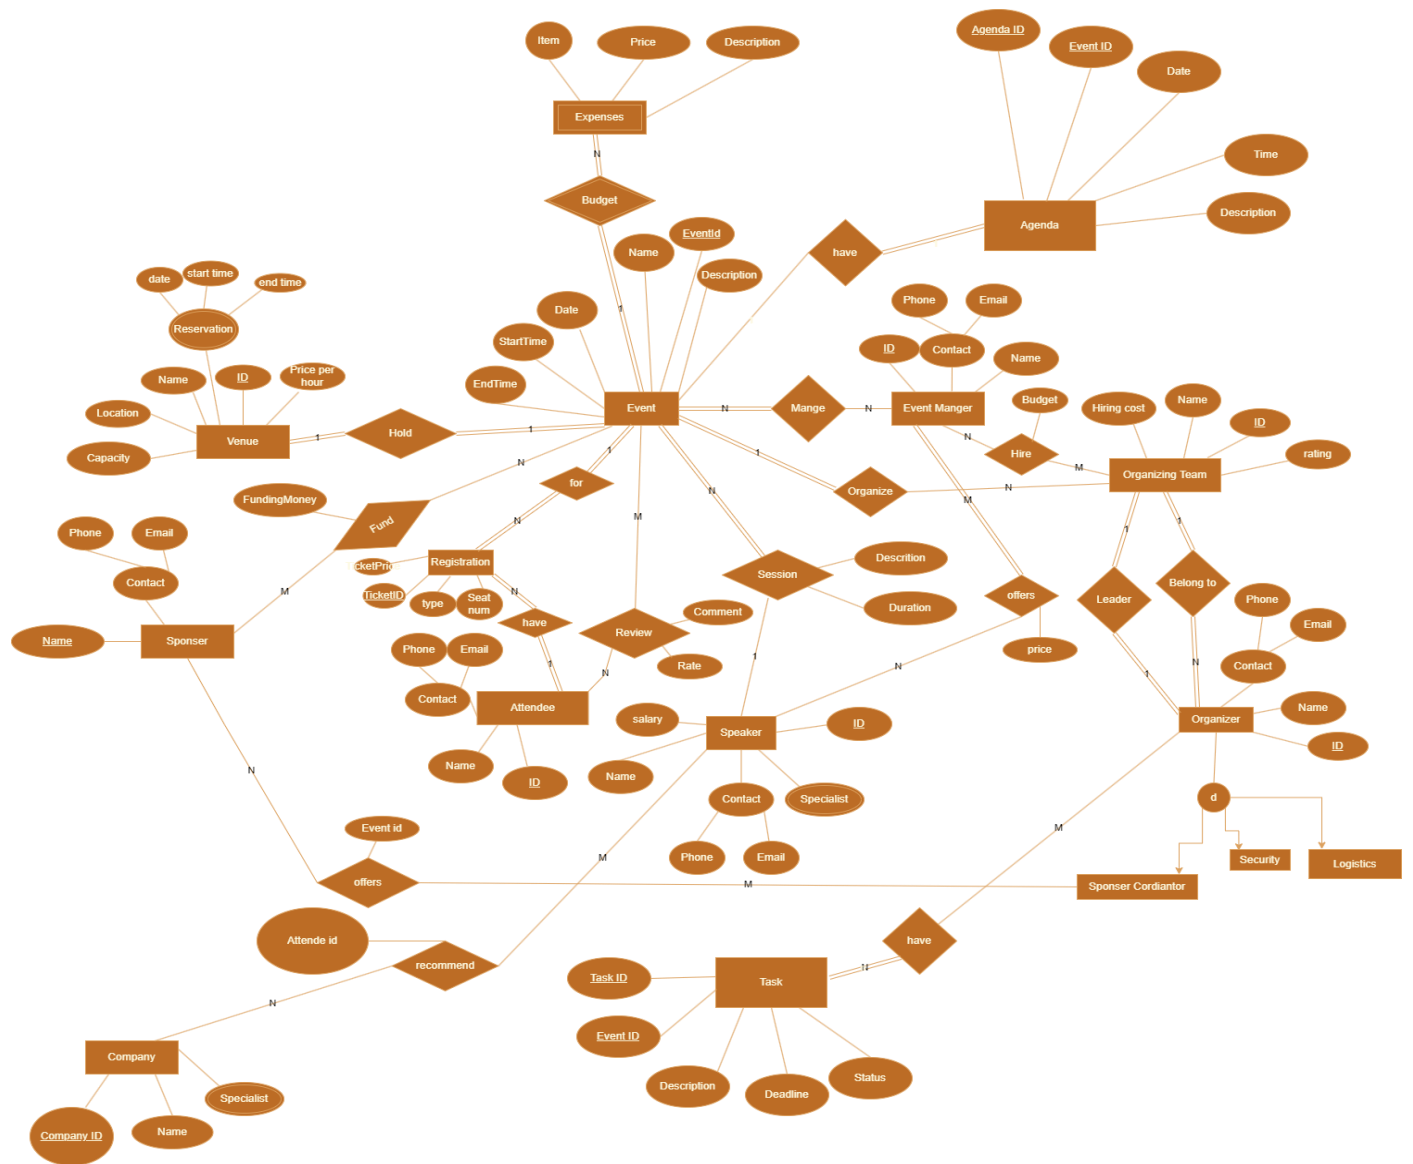 Item
Price
Description
Expenses
N
Budget
1
Agenda ID
Event ID
Date
Time
Description
Agenda
have
Name
EventId
Description
Date
StartTime
EndTime
Event
date
start time
end time
Reservation
Name
ID
Price per
hour
Location
Capacity
Venue
1
Hold
1
N
Mange
N
Phone
Email
ID
Contact
Name
Event Manger
Budget
N
Hire
M
Hiring cost
Name
ID
rating
Organizing Team
1
Organize
N
FundingMoney
Fund
N
M
Phone
Email
Contact
Name
Sponser
for
1
N
Registration
TicketID
type
Seat
num
N
have
1
M
Review
Comment
Rate
N
Phone
Email
Contact
Attendee
Name
ID
N
Session
Descrition
Duration
1
M
offers
price
N
1
Leader
1
1
Belong to
N
Phone
Email
Contact
Name
ID
Organizer
salary
Speaker
ID
Name
Contact
Specialist
Phone
Email
d
Security
Logistics
Sponser Cordiantor
N
Event id
offers
M
M
Attende id
recommend
N
M
have
N
Task ID
Task
Event ID
Description
Deadline
Status
Company
Specialist
Company ID
Name